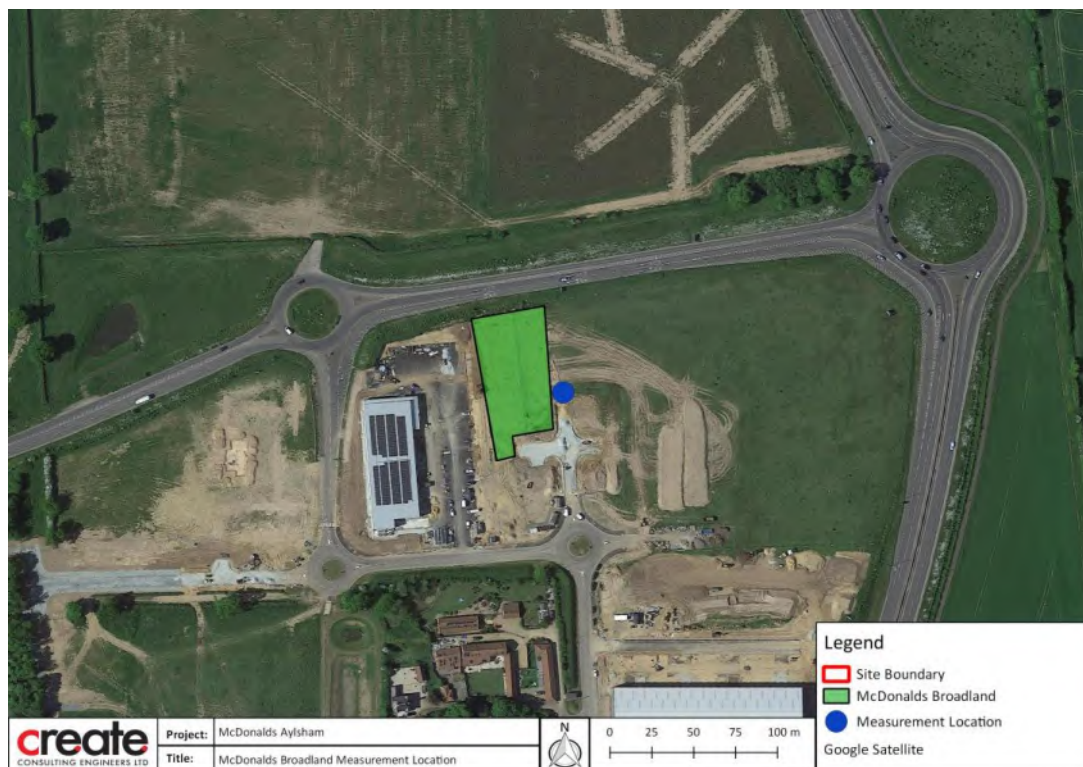 Legend
Site Boundary
McDonalds Broadland
Measurement Location
Google Satellite
create
CONSULTING ENGINEERS LTD
Project: McDonalds Aylsham
Title: McDonalds Broadland Measurement Location
N
0 25 50 75 100 m